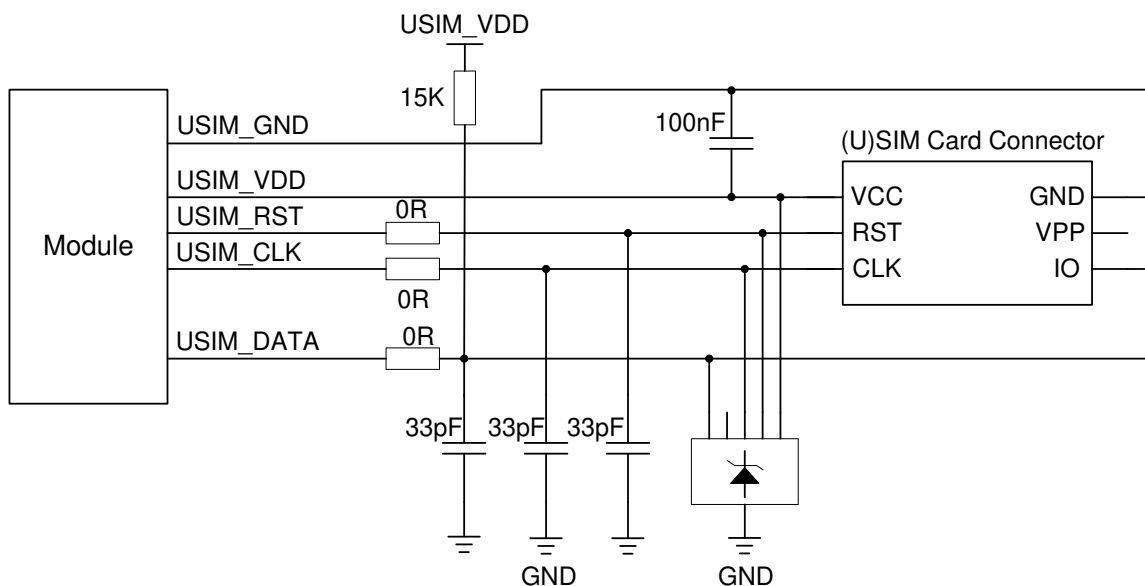 USIM_VDD
15K
USIM_GND
100nF
(U)SIM Card Connector
USIM_VDD
VCC
GND
USIM_RST
0R
RST
VPP
Module
USIM_CLK
CLK
IO
0R
USIM_DATA
0R
33pF
33pF
33pF
GND
GND